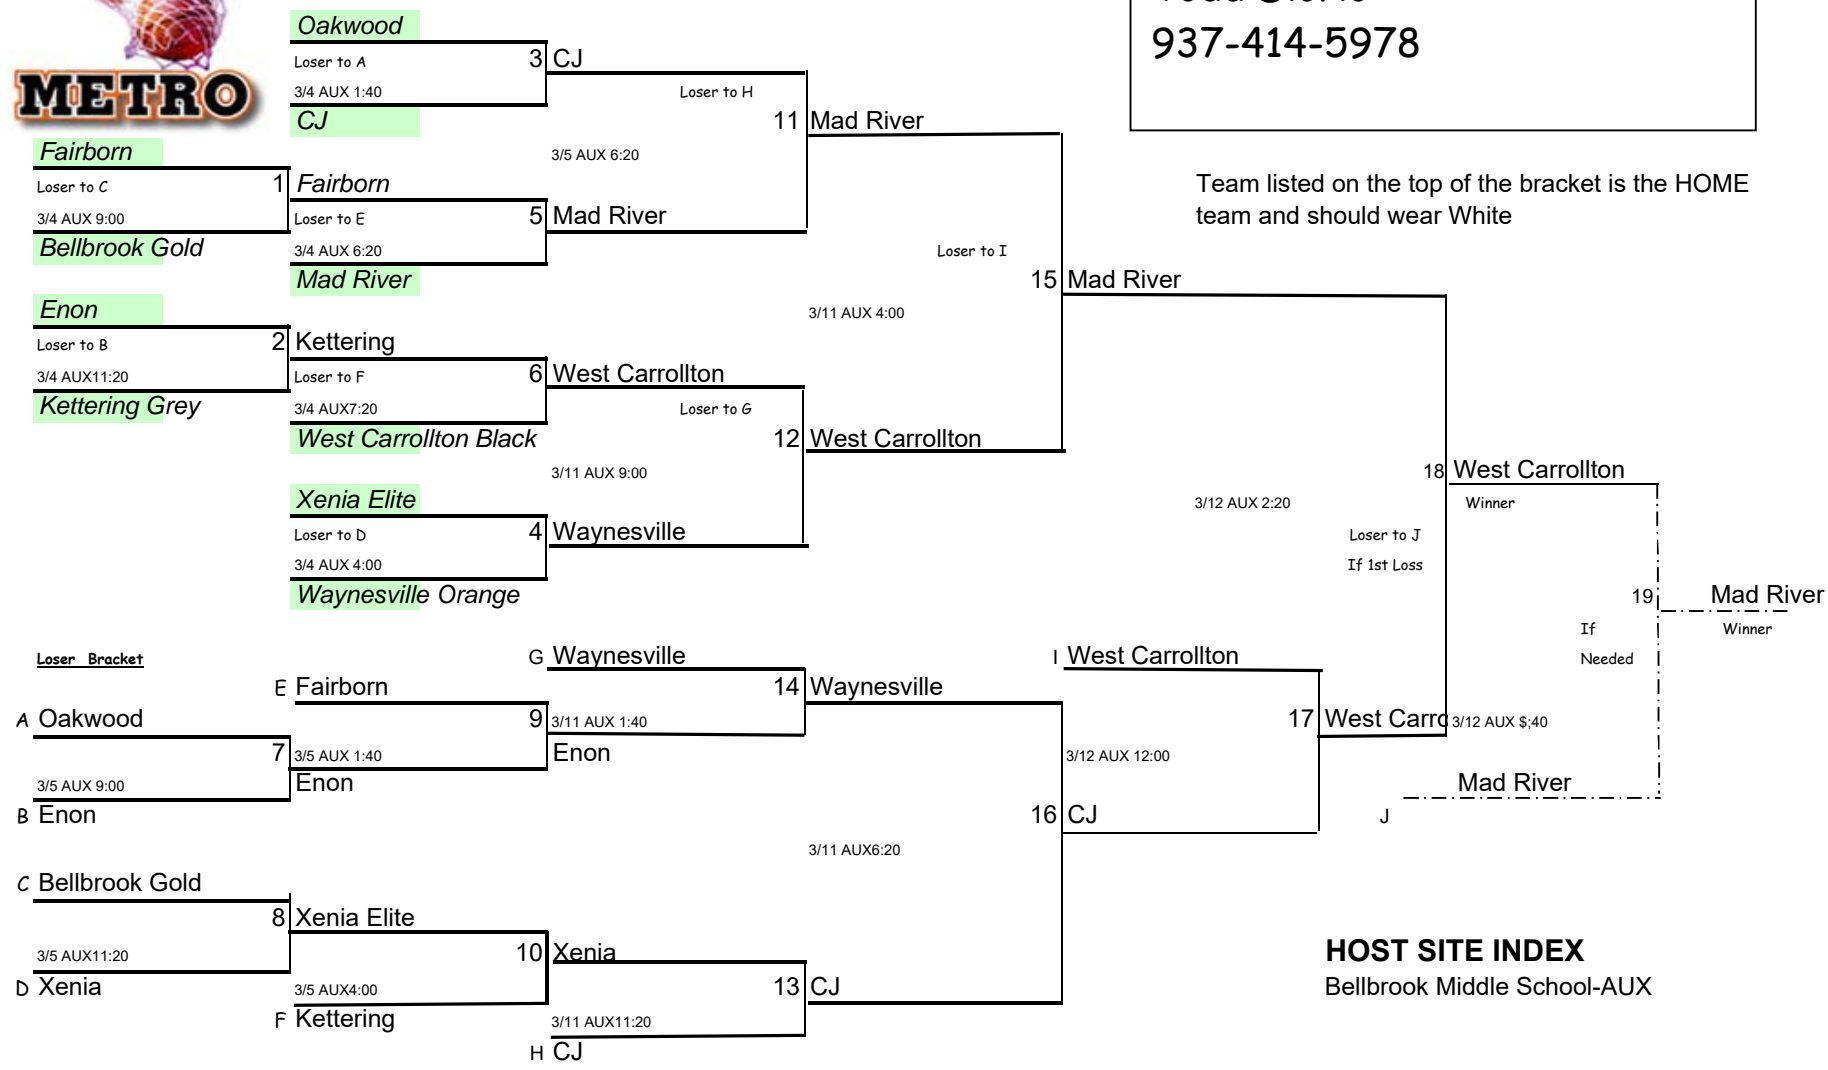 937-414-5978
METRO
Oakwood
Loser to A
3 CJ
3/4 AUX 1:40
Loser to H
CJ
11 Mad River
Fairborn
3/5 AUX 6:20
Loser to C
1 Fairborn
3/4 AUX 9:00
Loser to E
5 Mad River
Bellbrook Gold
3/4 AUX 6:20
Loser to I
Mad River
15 Mad River
Team listed on the top of the bracket is the HOME
team and should wear White
Enon
3/11 AUX 4:00
Loser to B
2 Kettering
3/4 AUX11:20
Loser to F
6 West Carrollton
Kettering Grey
3/4 AUX7:20
Loser to G
West Carrollton Black
12 West Carrollton
3/11 AUX 9:00
18 West Carrollton
Xenia Elite
3/12 AUX 2:20
Winner
Loser to D
4 Waynesville
Loser to J
3/4 AUX 4:00
If 1st Loss
Waynesville Orange
19 Mad River
If
Needed
Winner
Loser Bracket
G Waynesville
I West Carrollton
E Fairborn
14 Waynesville
A Oakwood
9 3/11 AUX 1:40
17 West Carro
3/12 AUX $;40
7 3/5 AUX 1:40
Enon
3/12 AUX 12:00
3/5 AUX 9:00
Enon
Mad River
B Enon
16 CJ
J
3/11 AUX6:20
C Bellbrook Gold
8 Xenia Elite
3/5 AUX11:20
10 Xenia
HOST SITE INDEX
D Xenia
3/5 AUX4:00
13 CJ
Bellbrook Middle School-AUX
F Kettering
3/11 AUX11:20
H CJ